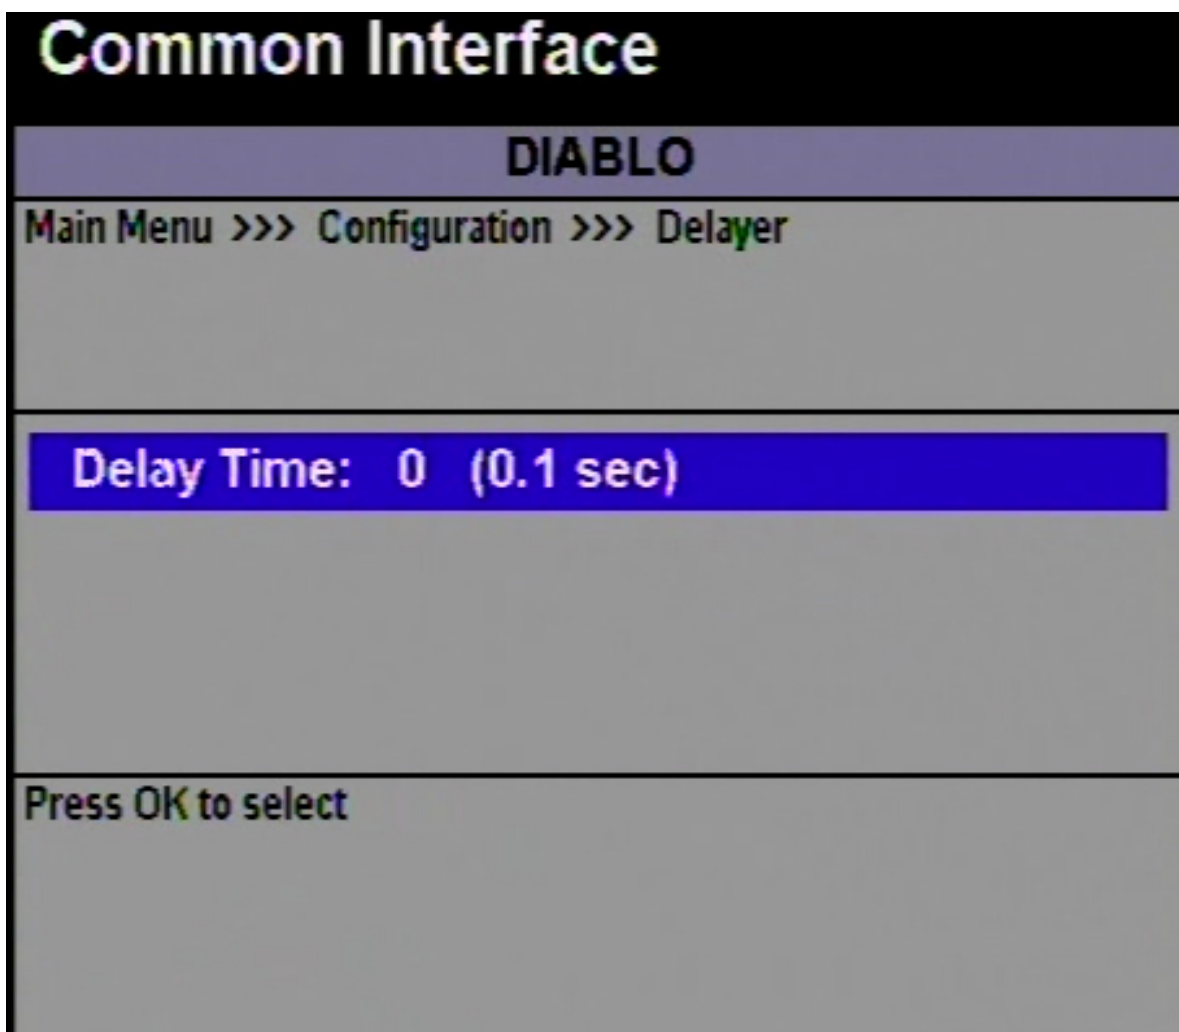 Common Interface
DIABLO
Main Menu >>> Configuration >>> Delayer
Delay Time: 0 (0.1 sec)
Press OK to select